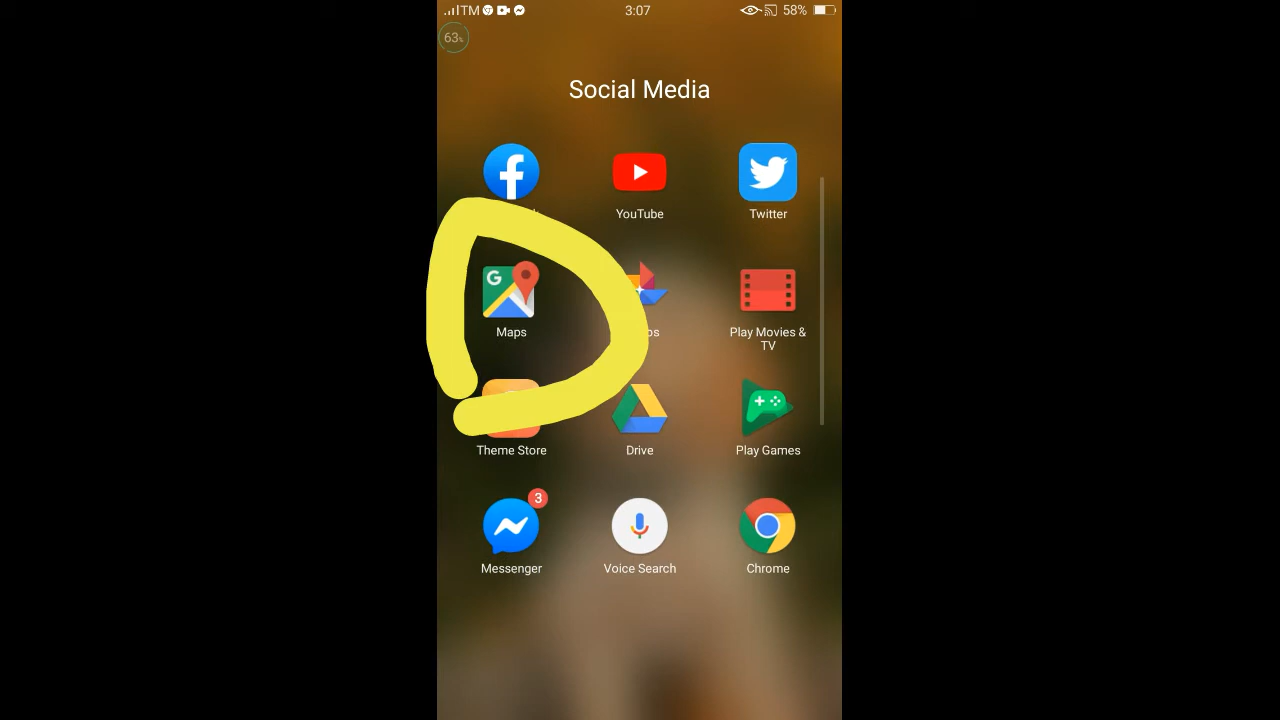 TM 3:07 58%
63%
Social Media
YouTube Twitter
G
Maps Play Movies &
TV
Theme Store Drive Play Games
3
Messenger Voice Search Chrome